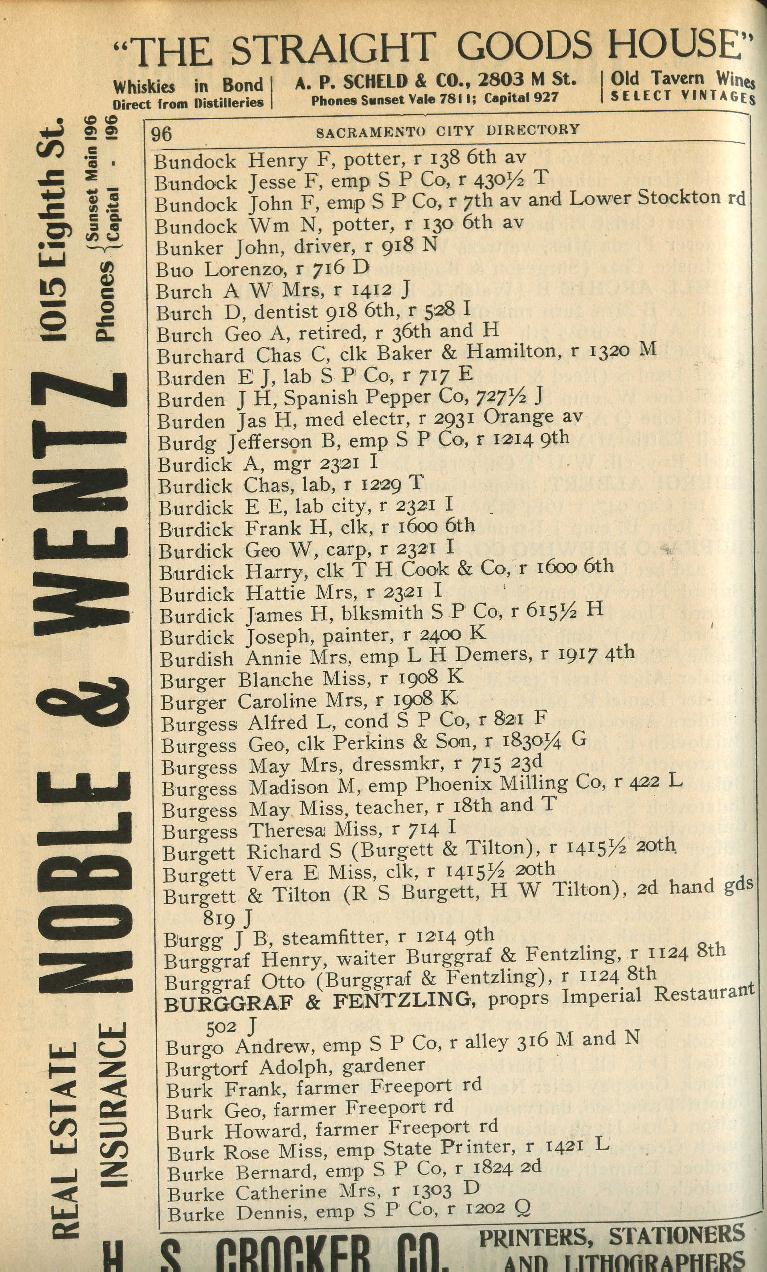 "THE STRAIGHT GOODS HOUSE"
Whiskies in Bond
Direct from Distilleries
A. P. SCHELD & CO., 2803 M St.
Phones Sunset Vale 7811; Capital 927
Old Tavern Wines
SELECT VINTAGES
96 SACRAMENTO CITY DIRECTORY
Bundock Henry F, potter, r 138 6th av
Bundock Jesse F, emp S P Co, r 430½ T
Bundock John F, emp S P Co, r 7th av and Lower Stockton rd
Bundock Wm N, potter, r 130 6th av
Bunker John, driver, r 918 N
Buo Lorenzo, r 716 D
Burch A W Mrs, r 1412 J
Burch D, dentist 918 6th, r 528 I
Burch Geo A, retired, r 36th and H
Burchard Chas C, clk Baker & Hamilton, r 1320 M
Burden E J, lab S P Co, r 717 E
Burden J H, Spanish Pepper Co, 727½ J
Burden Jas H, med electr, r 2931 Orange av
Burdg Jefferson B, emp S P Co, r 1214 9th
Burdick A, mgr 2321 I
Burdick Chas, lab, r 1229 T
Burdick E E, lab city, r 2321 I
Burdick Frank H, clk, r 1600 6th
Burdick Geo W, carp, r 2321 I
Burdick Harry, clk T H Cook & Co, r 1600 6th
Burdick Hattie Mrs, r 2321 I
Burdick James H, blksmith S P Co, r 615½ H
Burdick Joseph, painter, r 2400 K
Burdish Annie Mrs, emp L H Demers, r 1917 4th
Burger Blanche Miss, r 1908 K
Burger Caroline Mrs, r 1908 K
Burgess Alfred L, cond S P Co, r 821 F
Burgess Geo, clk Perkins & Son, r 1830¼ G
Burgess May Mrs, dressmkr, r 715 23d
Burgess Madison M, emp Phoenix Milling Co, r 422 L
Burgess May Miss, teacher, r 18th and T
Burgess Theresa Miss, r 714 I
Burgett Richard S (Burgett & Tilton), r 1415½ 20th
Burgett Vera E Miss, clk, r 1415½ 20th
Burgett & Tilton (R S Burgett, H W Tilton), 2d hand gds
819 J
Burgg J B, steamfitter, r 1214 9th
Burggraf Henry, waiter Burggraf & Fentzling, r 1124 8th
Burggraf Otto (Burggraf & Fentzling), r 1124 8th
BURGGRAF & FENTZLING, proprs Imperial Restaurant
502 J
Burgo Andrew, emp S P Co, r alley 316 M and N
Burgtorf Adolph, gardener
Burk Frank, farmer Freeport rd
Burk Geo, farmer Freeport rd
Burk Howard, farmer Freeport rd
Burk Rose Miss, emp State Printer, r 1421 L
Burke Bernard, emp S P Co, r 1824 2d
Burke Catherine Mrs, r 1303 D
Burke Dennis, emp S P Co, r 1202 Q
REAL ESTATE
INSURANCE
NOBLE & WENTZ
1015 Eighth St.
Phones { Sunset Main 196
Capital - 196
H S. CROCKER CO.
PRINTERS, STATIONERS
AND LITHOGRAPHERS